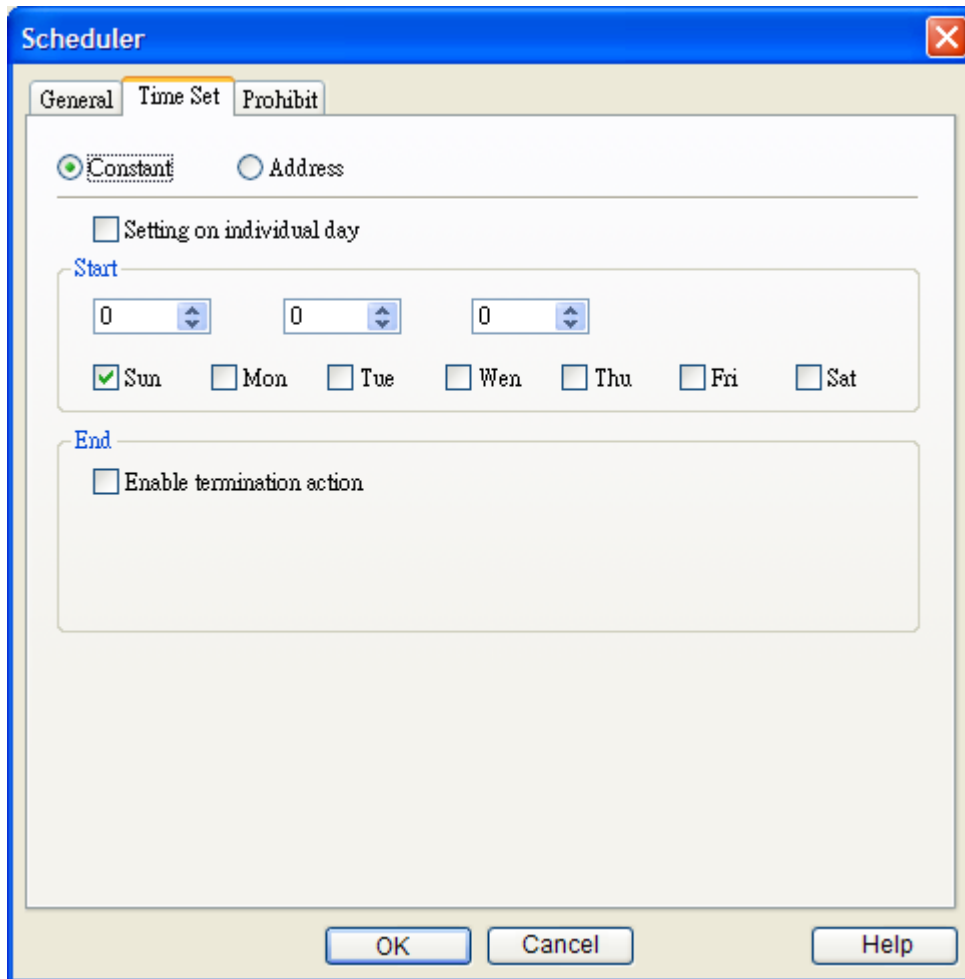 Scheduler
General Time Set Prohibit
Constant Address
Setting on individual day
Start
0 0 0
Sun Mon Tue Wen Thu Fri Sat
End
Enable termination action
OK Cancel Help